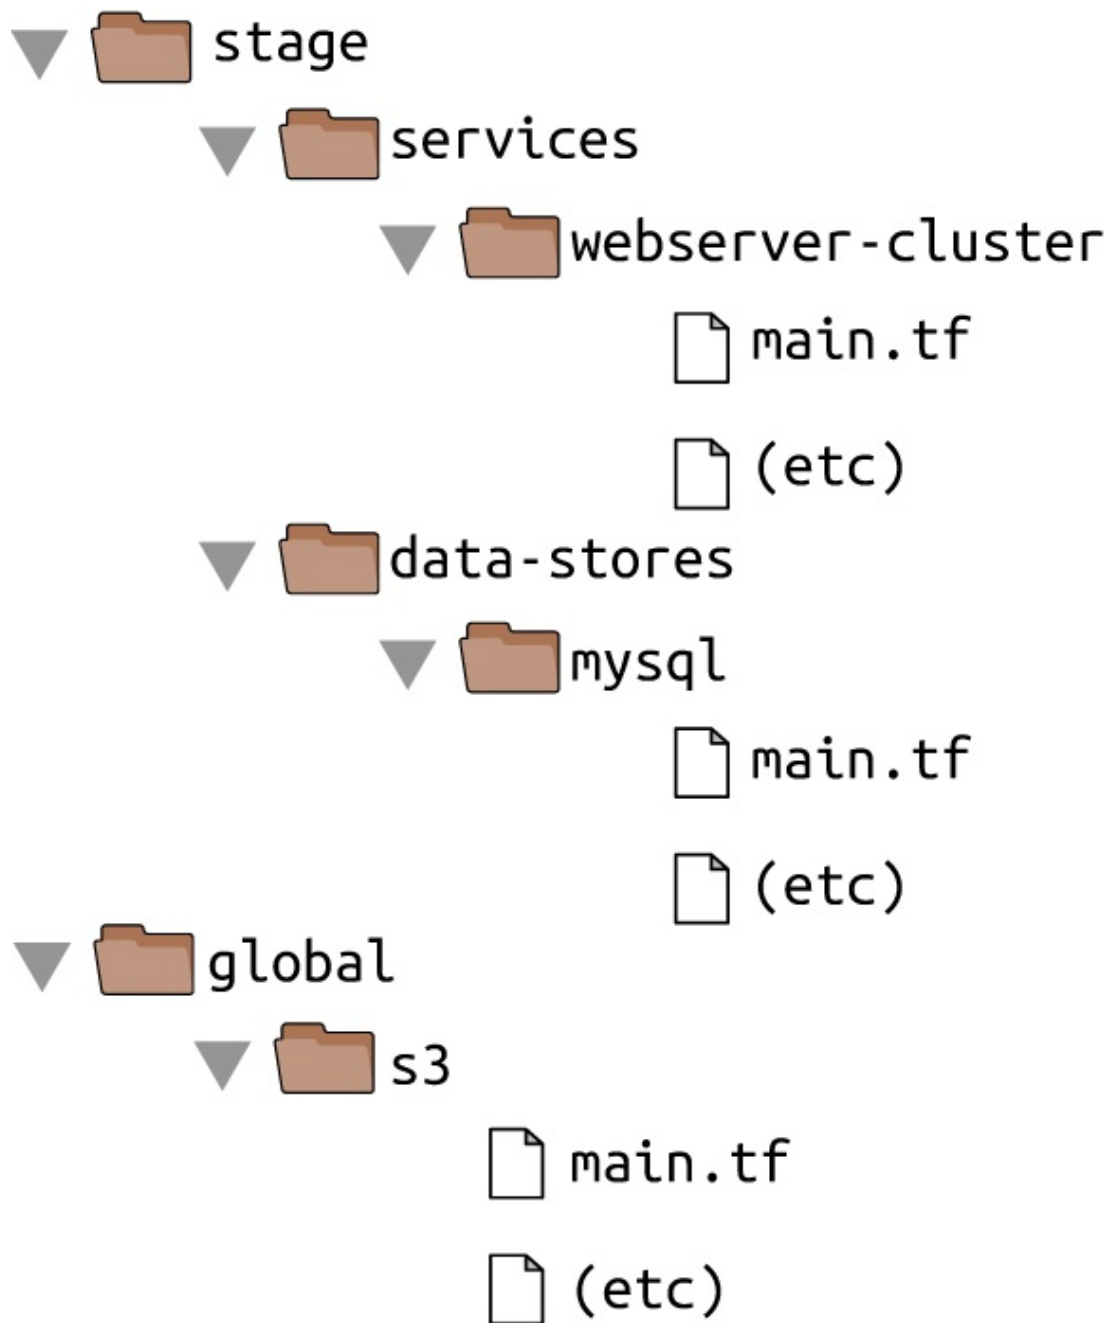 stage
services
webserver-cluster
main.tf
(etc)
data-stores
mysql
main.tf
(etc)
global
s3
main.tf
(etc)